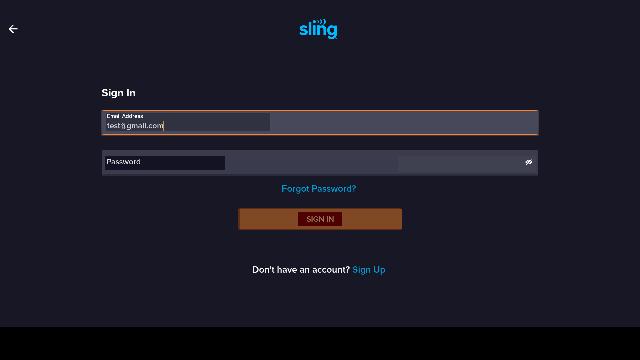 sling
Sign In
Email Address
test@gmail.com
Password
Forgot Password?
SIGN IN
Don't have an account? Sign Up